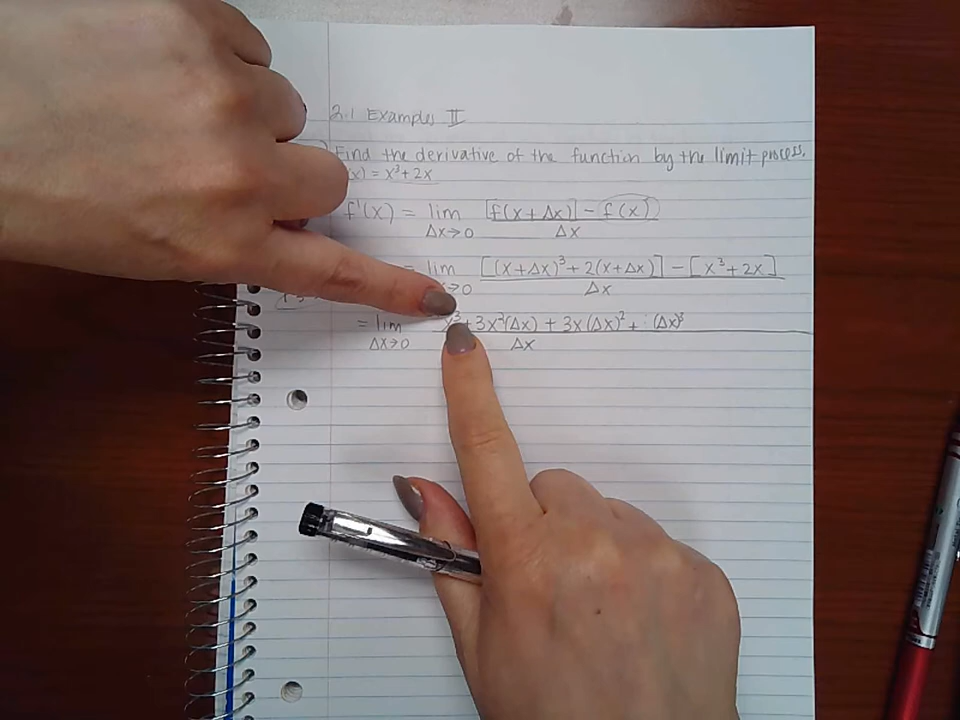 2.1 Examples II
Find the derivative of the function by the limit process.
(x) = x³ + 2x
f'(x) = lim [f(x + Δx)] - f(x)
Δx→0 Δx
= lim [(x + Δx)³ + 2(x + Δx)] - [x³ + 2x]
→0 Δx
= lim x³ + 3x²(Δx) + 3x(Δx)² + (Δx)³
Δx→0 Δx